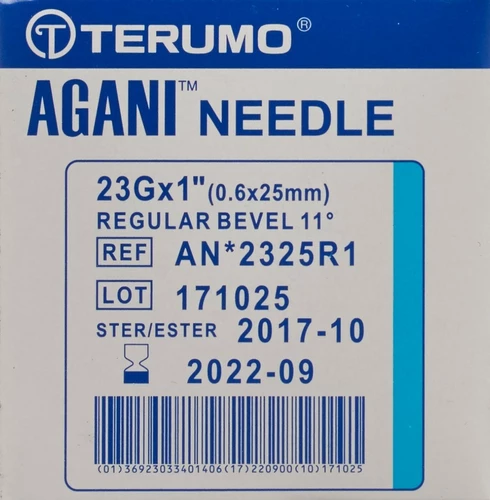 TERUMO®
AGANI™ NEEDLE
23Gx1" (0.6x25mm)
REGULAR BEVEL 11°
REF AN*2325R1
LOT 171025
STER/ESTER 2017-10
2022-09
(01)36923033401406(17)220900(10)171025